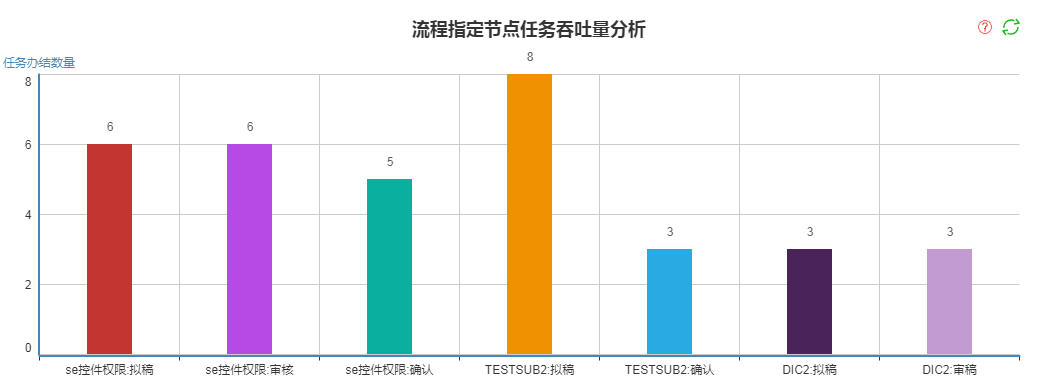 流程指定节点任务吞吐量分析
?
任务办结数量
8
6
4
2
0
6
6
5
8
3
3
3
se控件权限:拟稿
se控件权限:审核
se控件权限:确认
TESTSUB2:拟稿
TESTSUB2:确认
DIC2:拟稿
DIC2:审稿